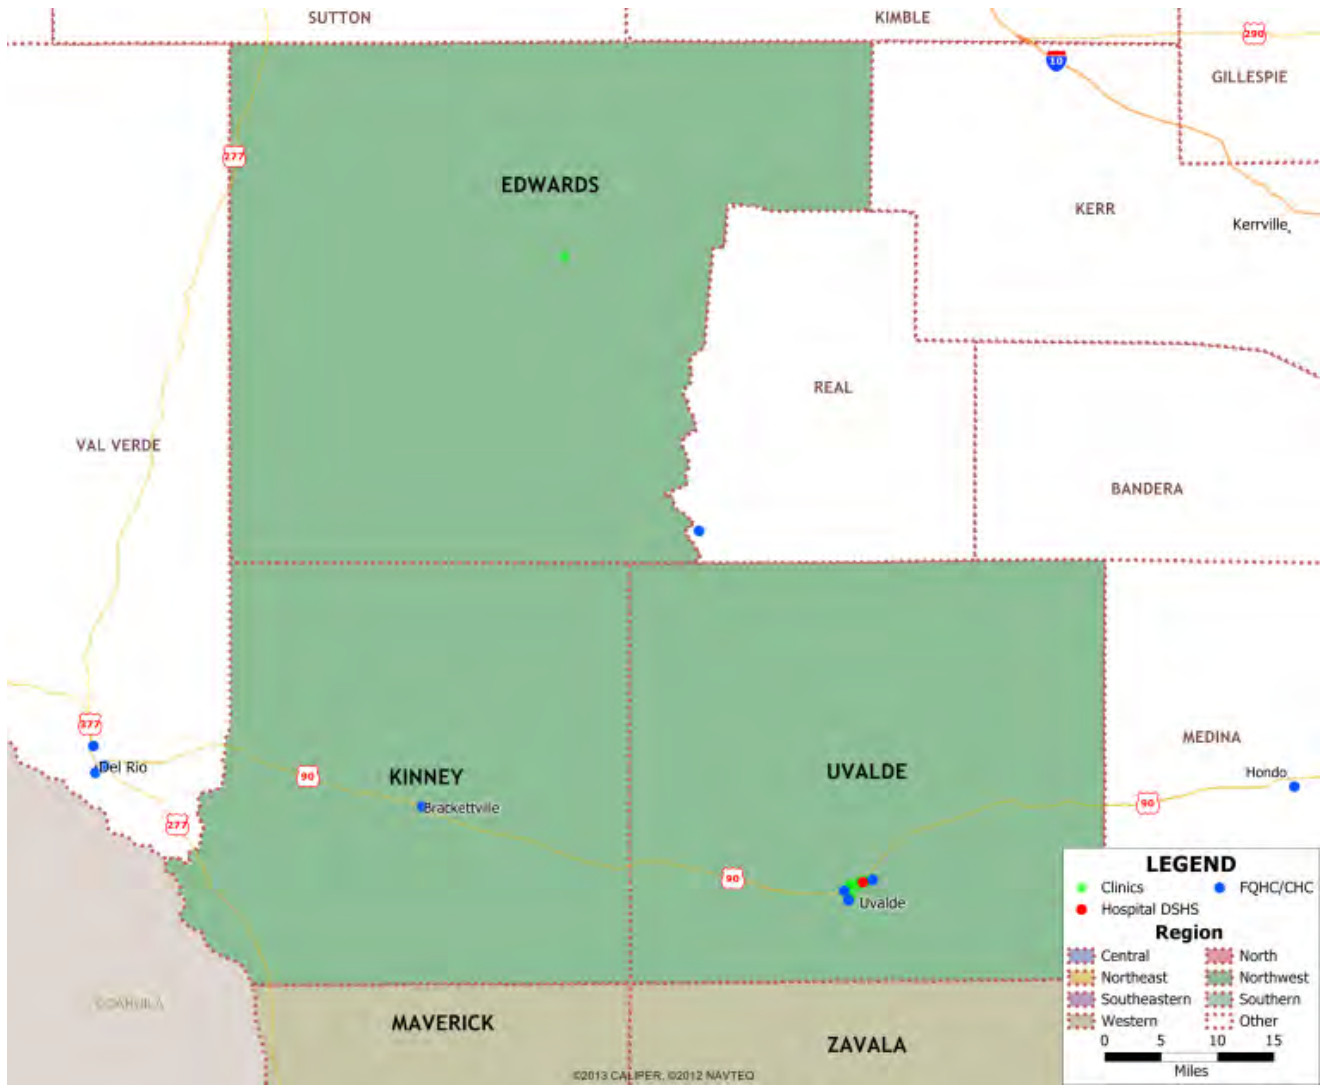 SUTTON
KIMBLE
290
10
GILLESPIE
277
EDWARDS
KERR
Kerrville
REAL
VAL VERDE
BANDERA
377
Del Rio
90
KINNEY
UVALDE
MEDINA
Hondo
Brackettville
90
277
90
Uvalde
COAHUILA
MAVERICK
ZAVALA
LEGEND
Clinics
FQHC/CHC
Hospital DSHS
Region
Central
North
Northeast
Northwest
Southeastern
Southern
Western
Other
0 5 10 15
Miles
©2013 CALIPER, ©2012 NAVTEQ